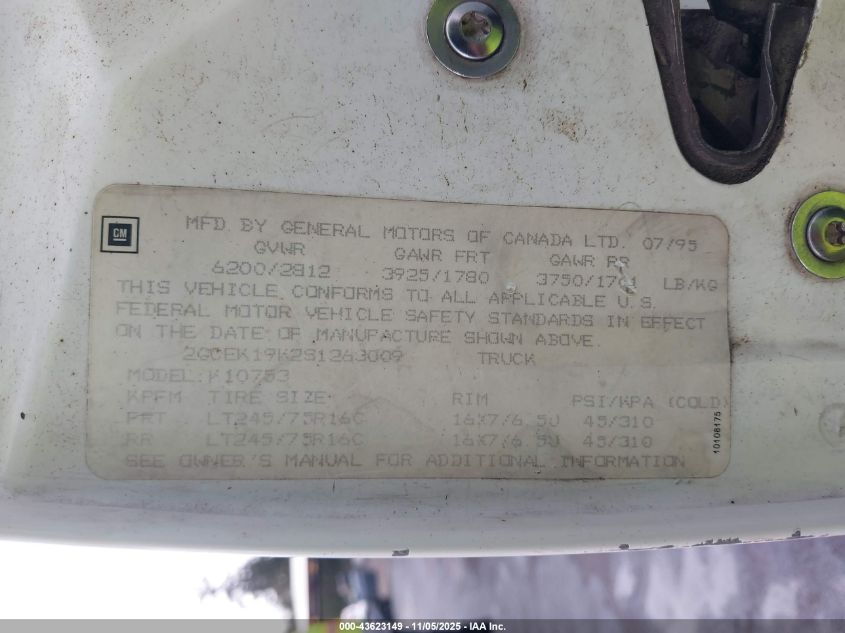 GM
MFD BY GENERAL MOTORS OF CANADA LTD. 07/95
GVWR GAWR FRT GAWR RR
6200/2812 3925/1780 3750/1701 LB/KG
THIS VEHICLE CONFORMS TO ALL APPLICABLE U.S.
FEDERAL MOTOR VEHICLE SAFETY STANDARDS IN EFFECT
ON THE DATE OF MANUFACTURE SHOWN ABOVE.
2GCEK19K2S1263009 TRUCK
MODEL:K10753
KPFM TIRE SIZE RIM PSI/KPA (COLD)
FRT LT245/75R16C 16X7/6.5J 45/310
RR LT245/75R16C 16X7/6.5J 45/310
SEE OWNER'S MANUAL FOR ADDITIONAL INFORMATION
10108175
000-43623149 - 11/05/2025 - IAA Inc.